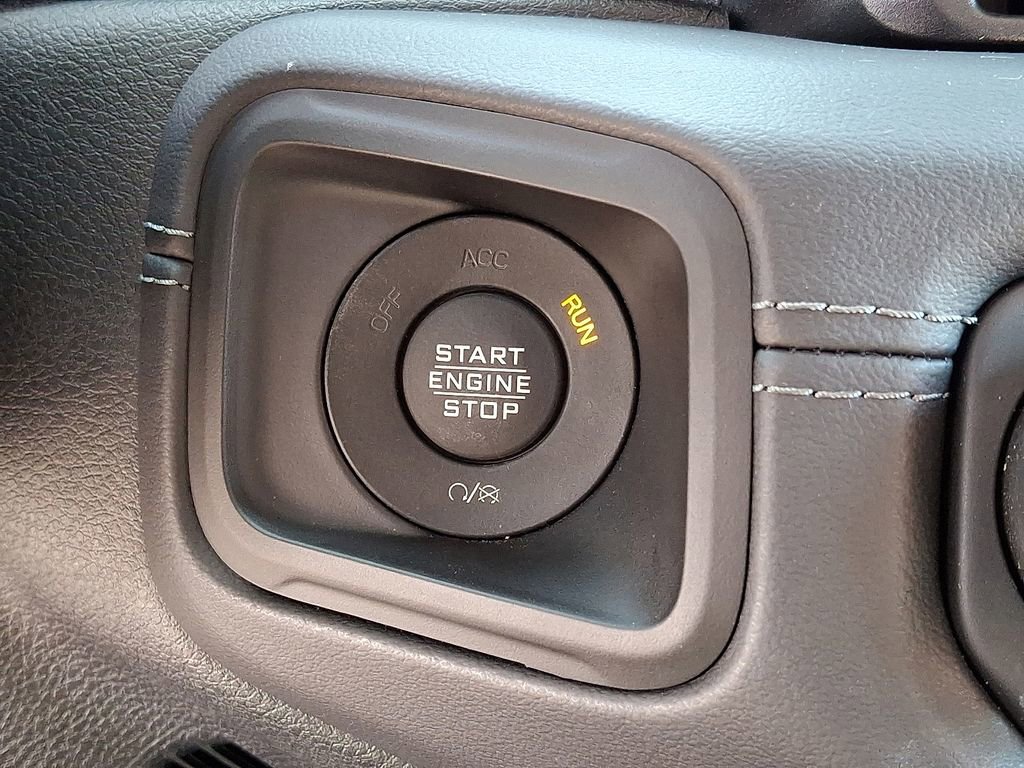 ACC
OFF
RUN
START
ENGINE
STOP